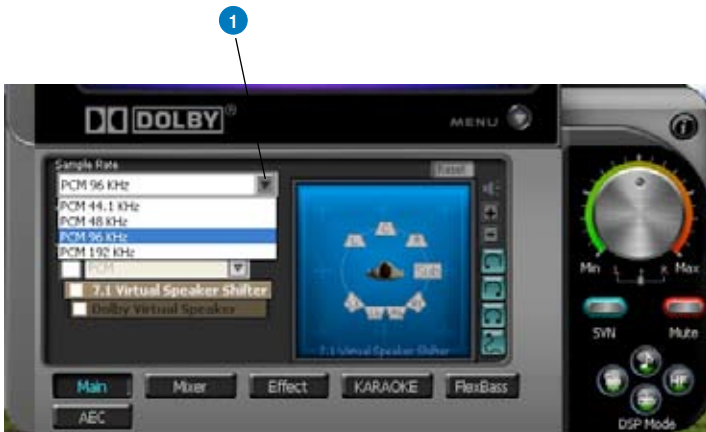 1
DOLBY®
MENU
Sample Rate
Reset
PCM 96 KHz
PCM 44.1 KHz
PCM 48 KHz
PCM 96 KHz
PCM 192 KHz
PCM
7.1 Virtual Speaker Shifter
Dolby Virtual Speaker
L C R
Sub
7.1 Virtual Speaker Shifter
Min L R Max
SVN Mute
HF
DSP Mode
Main Mixer Effect KARAOKE FlexBass
AEC